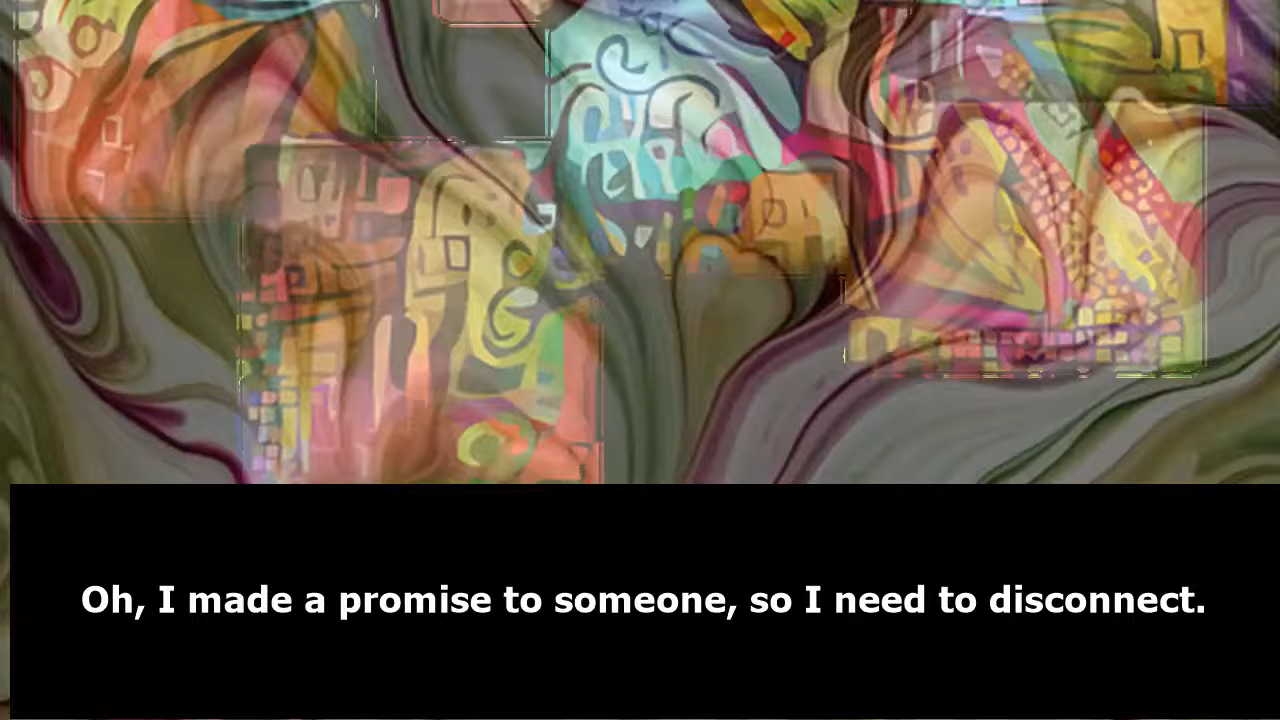 Oh, I made a promise to someone, so I need to disconnect.